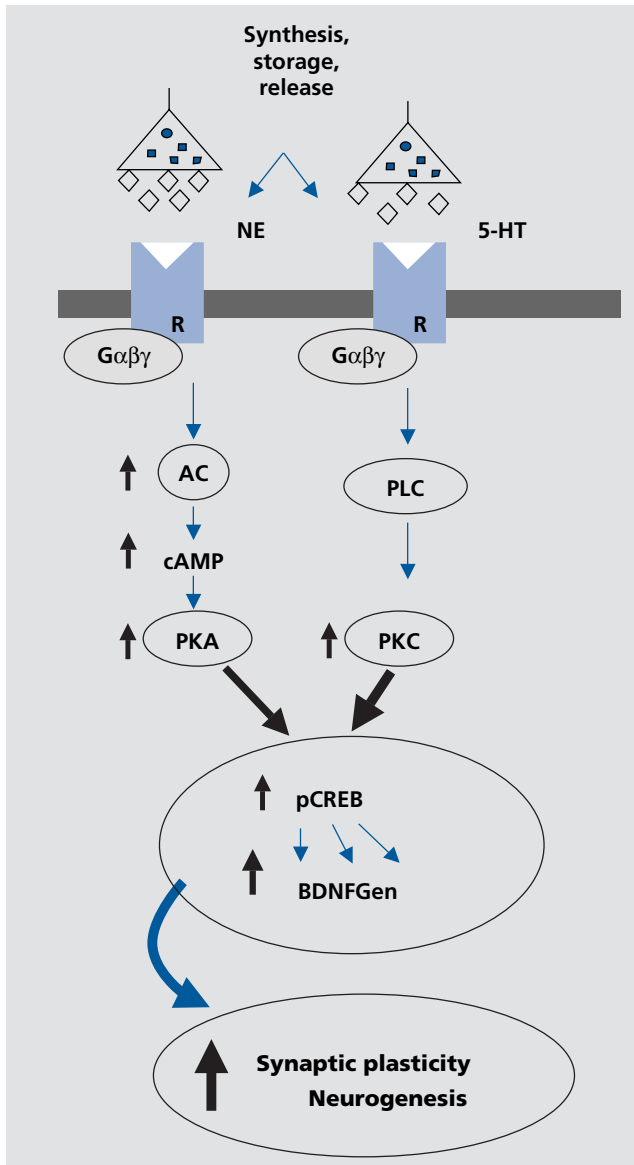 Synthesis,
storage,
release
NE
5-HT
R
R
Gαβγ
Gαβγ
AC
PLC
cAMP
PKA
PKC
pCREB
BDNFGen
Synaptic plasticity
Neurogenesis